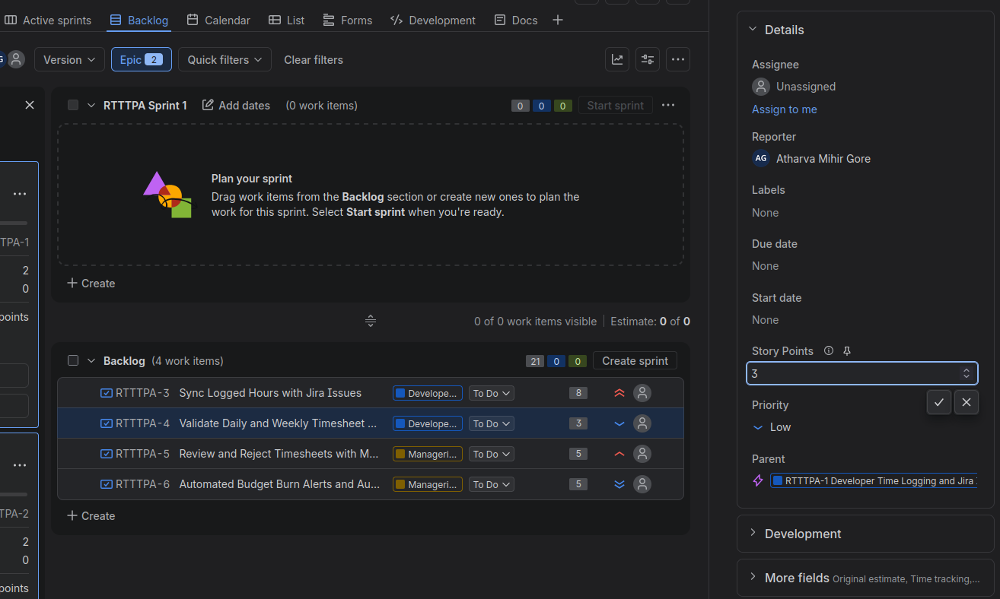 Active sprints Backlog Calendar List Forms Development Docs
G Version Epic 2 Quick filters Clear filters
RTTTPA Sprint 1 Add dates (0 work items) 0 0 0 Start sprint
Plan your sprint
Drag work items from the Backlog section or create new ones to plan the
work for this sprint. Select Start sprint when you're ready.
Create
0 of 0 work items visible Estimate: 0 of 0
Backlog (4 work items) 21 0 0 Create sprint
RTTTPA-3 Sync Logged Hours with Jira Issues Develope... To Do 8
RTTTPA-4 Validate Daily and Weekly Timesheet ... Develope... To Do 3
RTTTPA-5 Review and Reject Timesheets with M... Manageri... To Do 5
RTTTPA-6 Automated Budget Burn Alerts and Au... Manageri... To Do 5
Create
TPA-1
2
0
points
TPA-2
2
0
points
Details
Assignee
Unassigned
Assign to me
Reporter
AG Atharva Mihir Gore
Labels
None
Due date
None
Start date
None
Story Points
3
Priority
Low
Parent
RTTTPA-1 Developer Time Logging and Jira
Development
More fields Original estimate, Time tracking,...